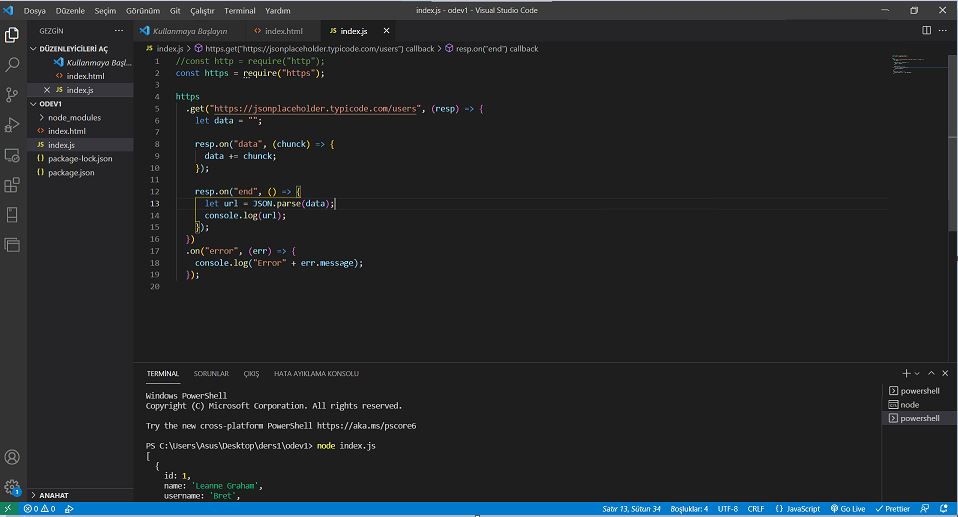 Dosya Düzenle Seçim Görünüm Git Çalıştır Terminal Yardım
index.js - odev1 - Visual Studio Code
GEZGİN ...
DÜZENLEYİCİLERİ AÇ
Kullanmaya Başl...
index.html
JS index.js
ODEV1
node_modules
index.html
JS index.js
{} package-lock.json
{} package.json
ANAHAT
Kullanmaya Başlayın
index.html
JS index.js
JS index.js > https.get("https://jsonplaceholder.typicode.com/users") callback > resp.on("end") callback
1 //const http = require("http");
2 const https = require("https");
3
4 https
5 .get("https://jsonplaceholder.typicode.com/users", (resp) => {
6 let data = "";
7
8 resp.on("data", (chunck) => {
9 data += chunck;
10 });
11
12 resp.on("end", () => {
13 let url = JSON.parse(data);
14 console.log(url);
15 });
16 })
17 .on("error", (err) => {
18 console.log("Error" + err.message);
19 });
20
TERMİNAL SORUNLAR ÇIKIŞ HATA AYIKLAMA KONSOLU
Windows PowerShell
Copyright (C) Microsoft Corporation. All rights reserved.
Try the new cross-platform PowerShell https://aka.ms/pscore6
PS C:\Users\Asus\Desktop\ders1\odev1> node index.js
[
{
id: 1,
name: 'Leanne Graham',
username: 'Bret',
powershell
node
powershell
1
0 0
Satır 13, Sütun 34 Boşluklar: 4 UTF-8 CRLF {} JavaScript Go Live Prettier